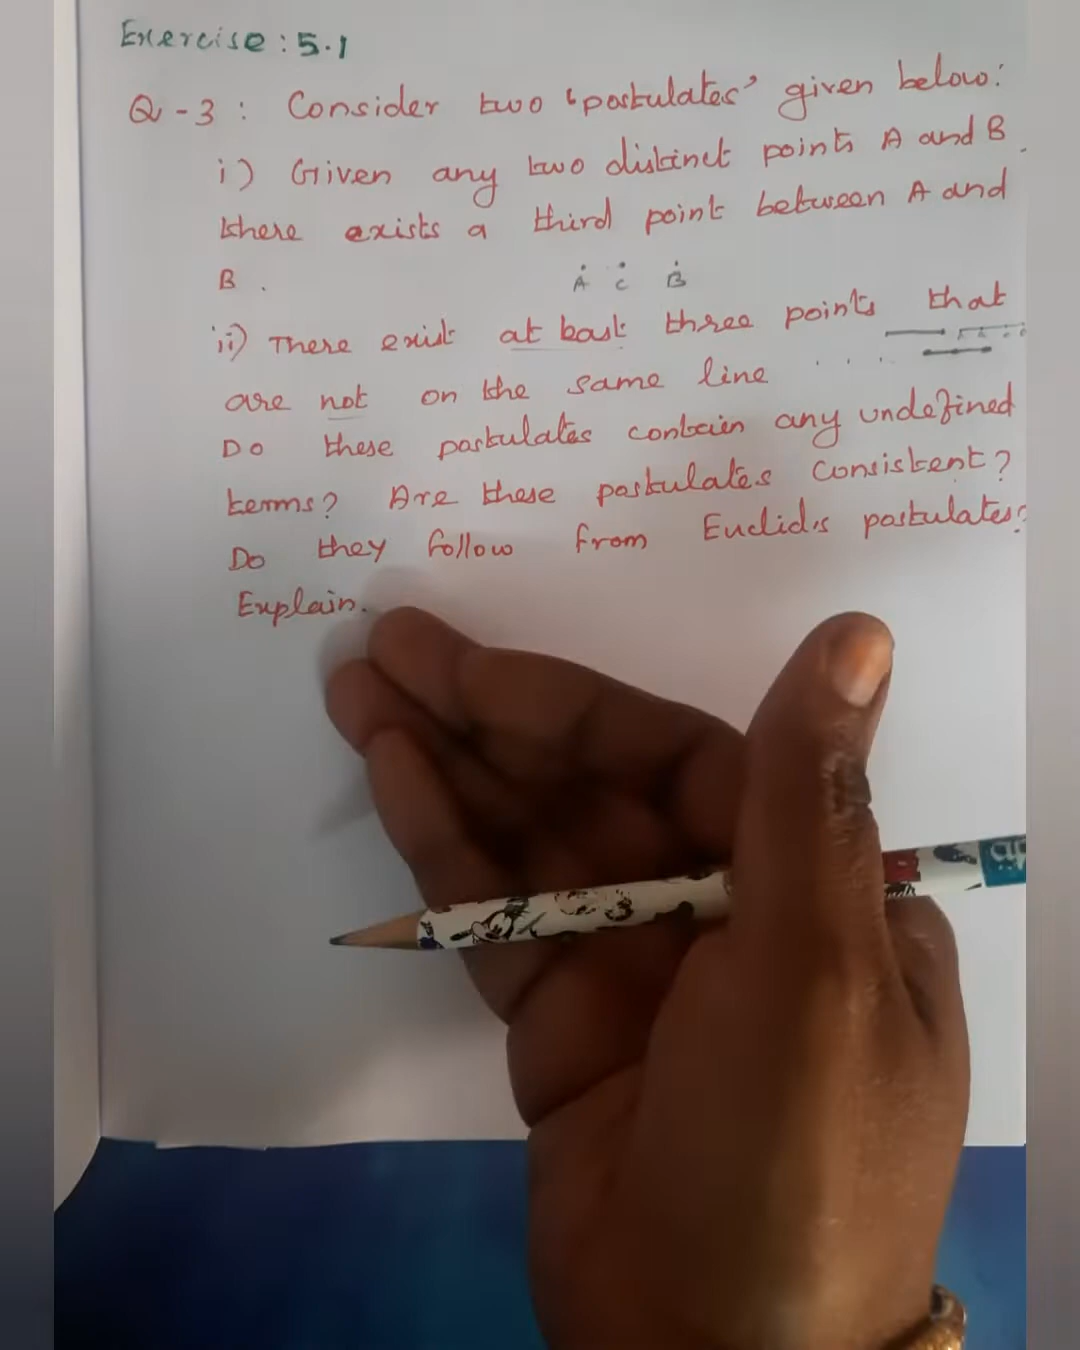 Exercise : 5.1
Q - 3 : Consider two 'postulates' given below:
i) Given any two distinct points A and B,
there exists a third point between A and
B .
A C B
ii) There exist at least three points that
are not on the same line
Do these postulates contain any undefined
terms? Are these postulates consistent?
Do they follow from Euclid's postulates?
Explain.